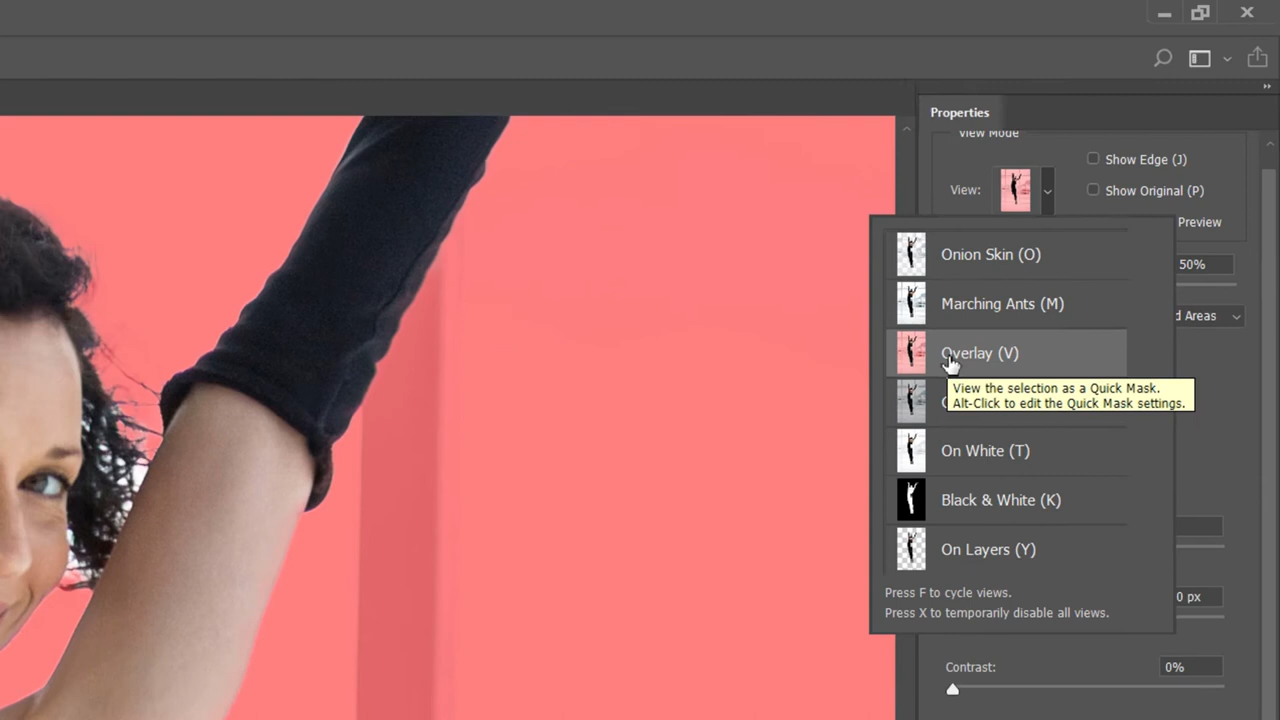 Properties
View Mode
Show Edge (J)
View:
Show Original (P)
Preview
Onion Skin (O)
50%
Marching Ants (M)
d Areas
Overlay (V)
View the selection as a Quick Mask.
Alt-Click to edit the Quick Mask settings.
On White (T)
Black & White (K)
On Layers (Y)
Press F to cycle views.
0 px
Press X to temporarily disable all views.
Contrast:
0%